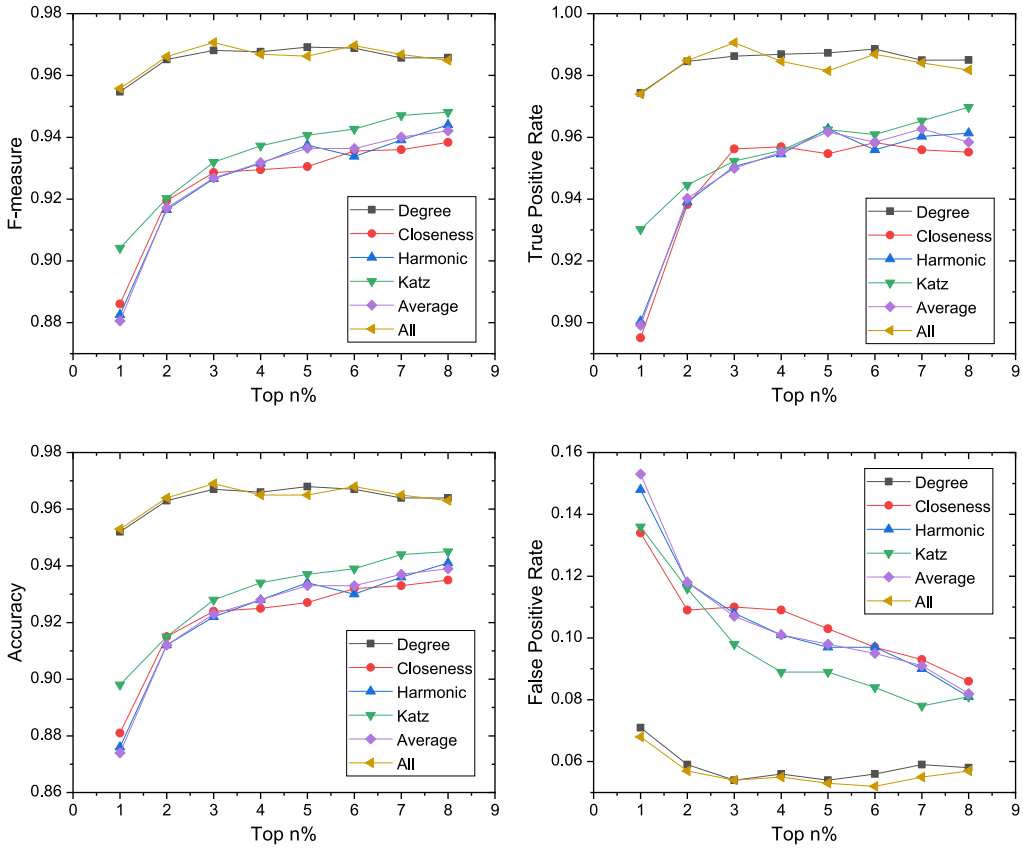 0.98
0.96
0.94
0.92
0.90
0.88
F-measure
0 1 2 3 4 5 6 7 8 9
Top n%
Degree
Closeness
Harmonic
Katz
Average
All
1.00
0.98
0.96
0.94
0.92
0.90
True Positive Rate
0 1 2 3 4 5 6 7 8 9
Top n%
Degree
Closeness
Harmonic
Katz
Average
All
0.98
0.96
0.94
0.92
0.90
0.88
0.86
Accuracy
0 1 2 3 4 5 6 7 8 9
Top n%
Degree
Closeness
Harmonic
Katz
Average
All
0.16
0.14
0.12
0.10
0.08
0.06
False Positive Rate
0 1 2 3 4 5 6 7 8 9
Top n%
Degree
Closeness
Harmonic
Katz
Average
All